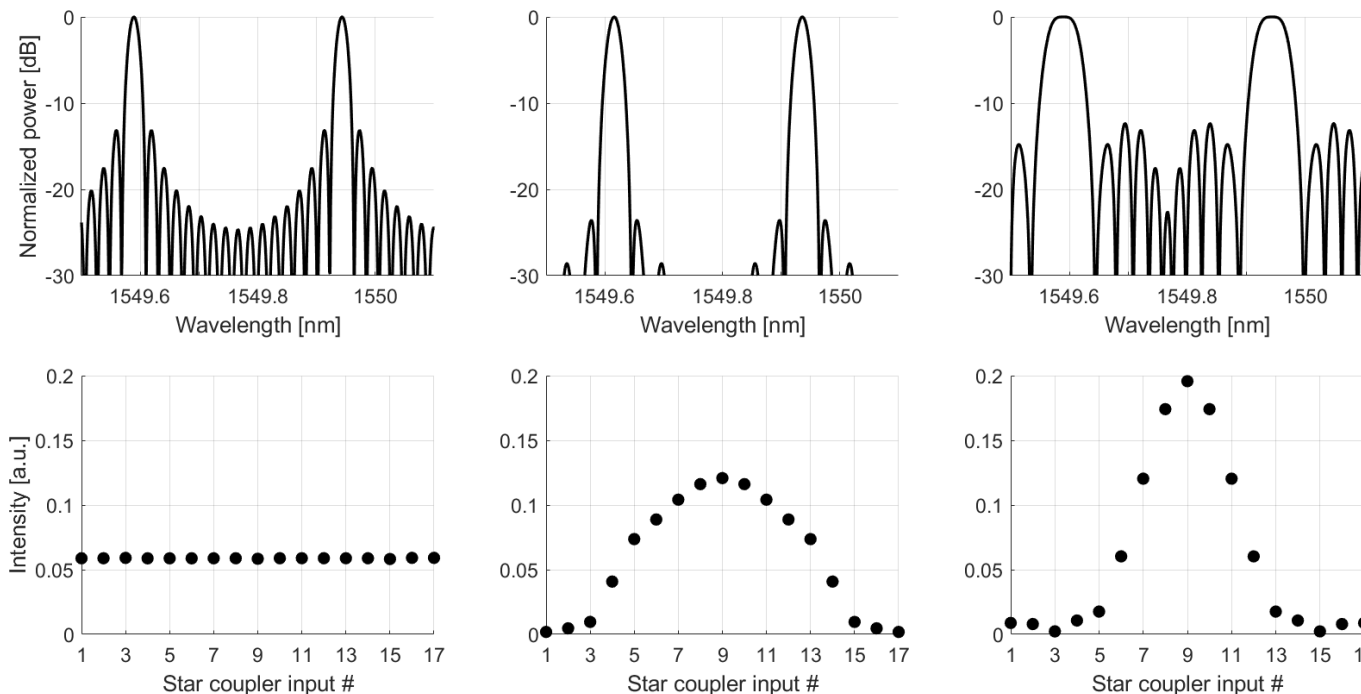 0
-10
-20
-30
Normalized power [dB]
1549.6 1549.8 1550
Wavelength [nm]
0
-10
-20
-30
1549.6 1549.8 1550
Wavelength [nm]
0
-10
-20
-30
1549.6 1549.8 1550
Wavelength [nm]
0.2
0.15
0.1
0.05
0
Intensity [a.u.]
1 3 5 7 9 11 13 15 17
Star coupler input #
0.2
0.15
0.1
0.05
0
1 3 5 7 9 11 13 15 17
Star coupler input #
0.2
0.15
0.1
0.05
0
1 3 5 7 9 11 13 15
Star coupler input #